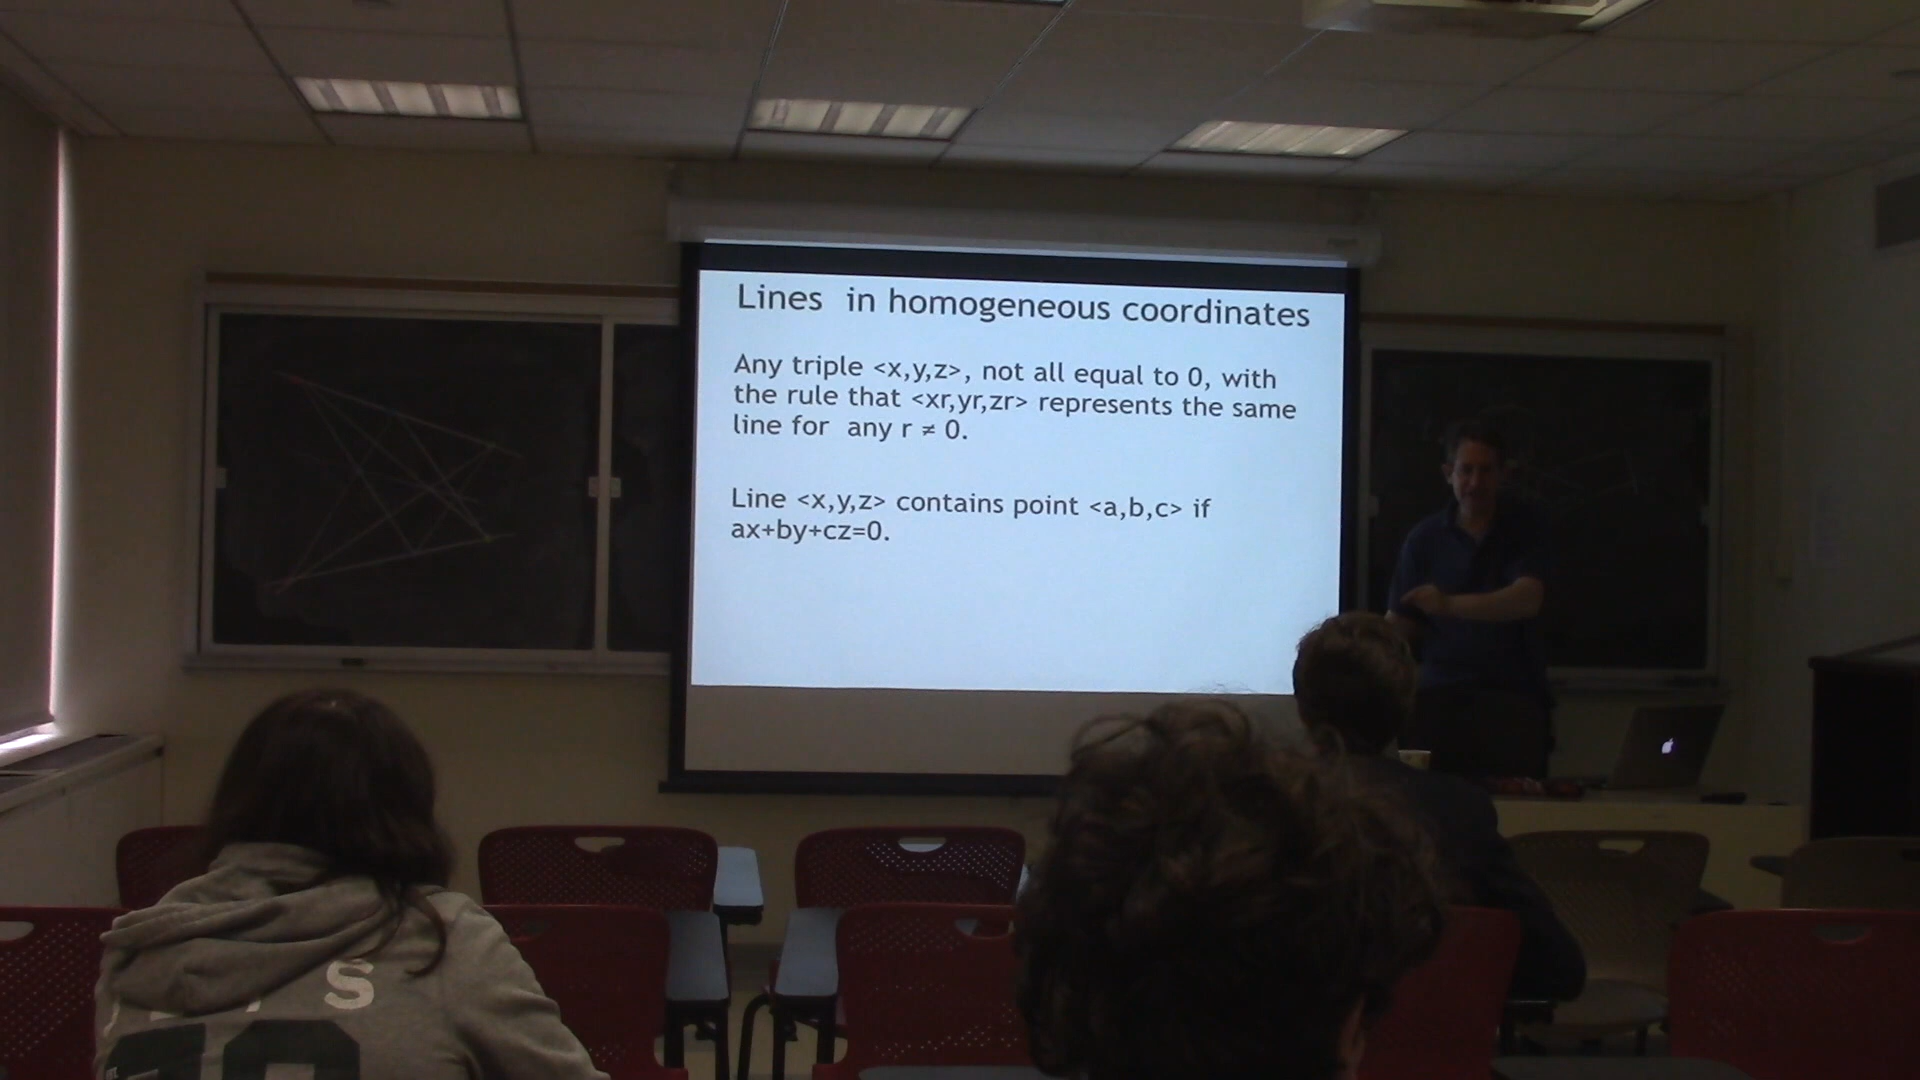 Lines in homogeneous coordinates
Any triple <x,y,z>, not all equal to 0, with
the rule that <xr,yr,zr> represents the same
line for any r ≠ 0.
Line <x,y,z> contains point <a,b,c> if
ax+by+cz=0.
S